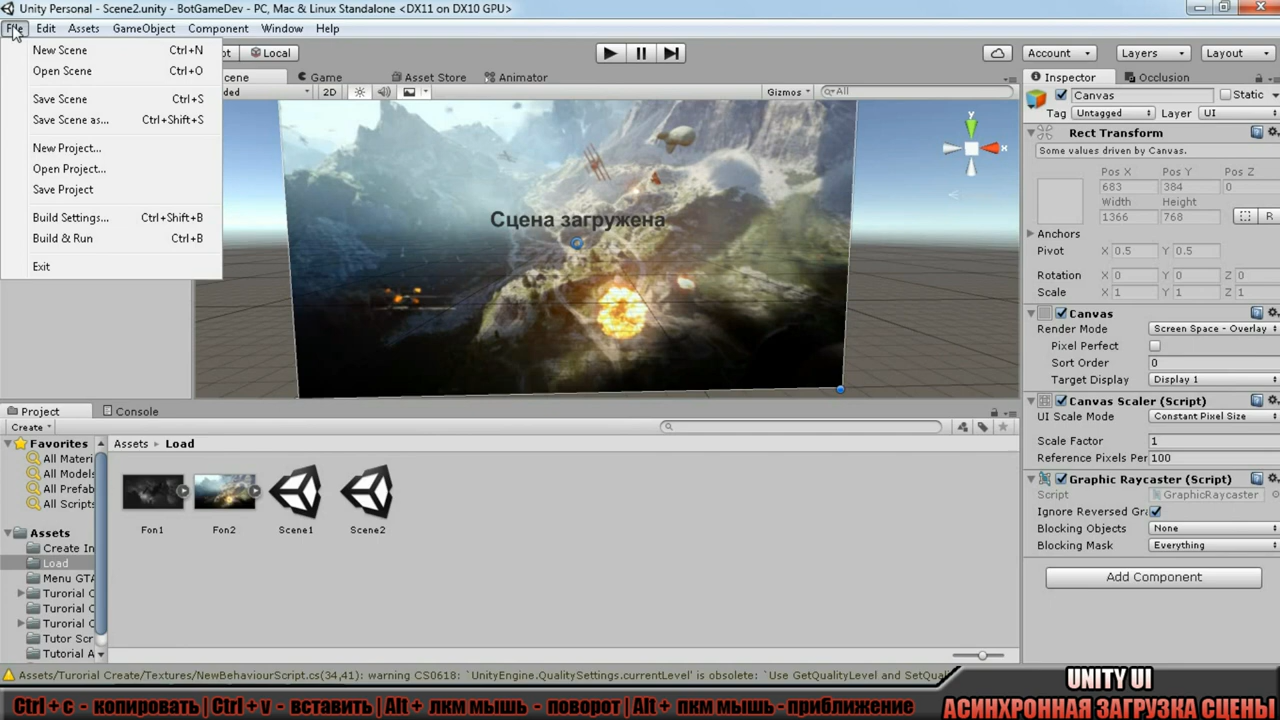 Unity Personal - Scene2.unity - BotGameDev - PC, Mac & Linux Standalone <DX11 on DX10 GPU>
File Edit Assets GameObject Component Window Help
New Scene Ctrl+N
Open Scene Ctrl+O
Save Scene Ctrl+S
Save Scene as... Ctrl+Shift+S
New Project...
Open Project...
Save Project
Build Settings... Ctrl+Shift+B
Build & Run Ctrl+B
Exit
Local
Account Layers Layout
Game Asset Store Animator
2D Gizmos All
Сцена загружена
y
x
Inspector Occlusion
Canvas Static
Tag Untagged Layer UI
Rect Transform
Some values driven by Canvas.
Pos X Pos Y Pos Z
683 384 0
Width Height
1366 768 R
Anchors
Pivot X 0.5 Y 0.5
Rotation X 0 Y 0 Z 0
Scale X 1 Y 1 Z 1
Canvas
Render Mode Screen Space - Overlay
Pixel Perfect
Sort Order 0
Target Display Display 1
Canvas Scaler (Script)
UI Scale Mode Constant Pixel Size
Scale Factor 1
Reference Pixels Per 100
Graphic Raycaster (Script)
Script GraphicRaycaster
Ignore Reversed Gra
Blocking Objects None
Blocking Mask Everything
Add Component
Project Console
Create
Favorites
All Materi
All Models
All Prefab
All Scripts
Assets
Create In
Load
Menu GTA
Turorial C
Tutorial C
Tuturial C
Tutor Scr
Tutorial A
Assets Load
Fon1 Fon2 Scene1 Scene2
Assets/Turorial Create/Textures/NewBehaviourScript.cs(34,41): warning CS0618: `UnityEngine.QualitySettings.currentLevel' is obsolete: `Use GetQualityLevel and SetQual
UNITY UI
АСИНХРОННАЯ ЗАГРУЗКА СЦЕНЫ
Ctrl + c - копировать | Ctrl + v - вставить | Alt + лкм мышь - поворот | Alt + пкм мышь - приближение